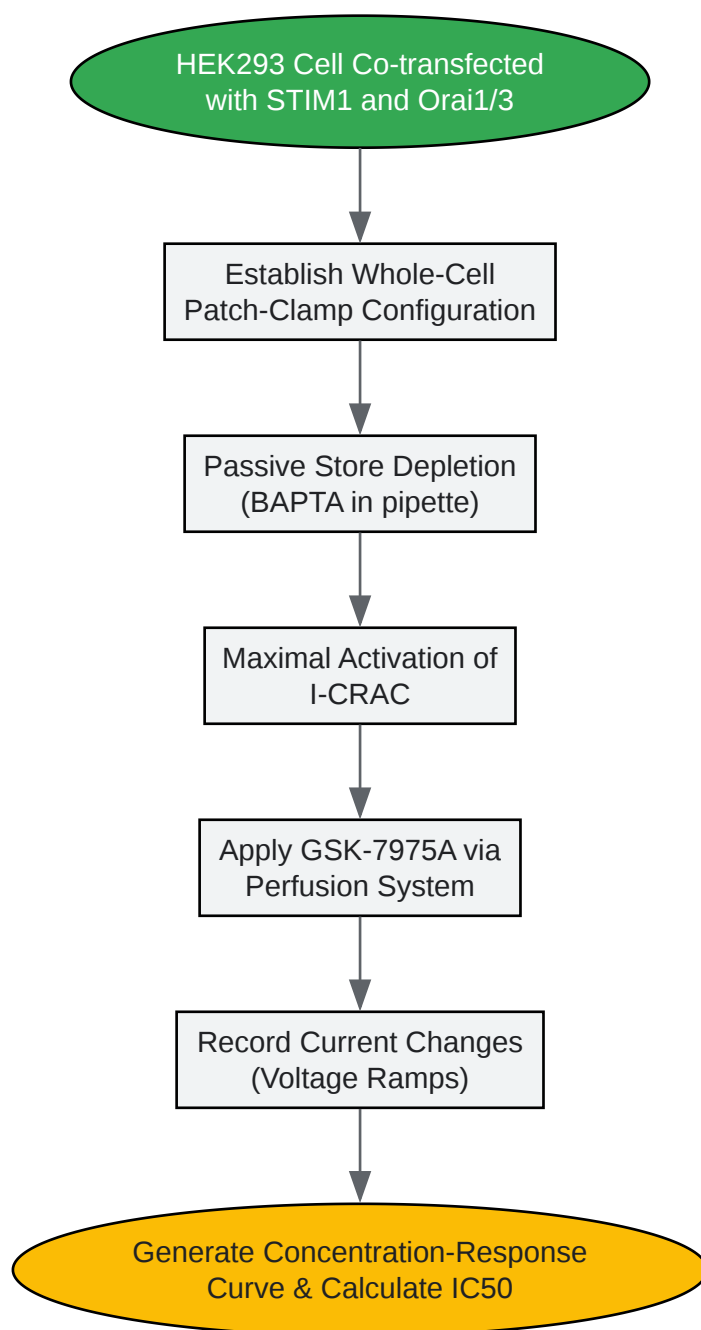 HEK293 Cell Co-transfected
with STIM1 and Orai1/3
Establish Whole-Cell
Patch-Clamp Configuration
Passive Store Depletion
(BAPTA in pipette)
Maximal Activation of
I-CRAC
Apply GSK-7975A via
Perfusion System
Record Current Changes
(Voltage Ramps)
Generate Concentration-Response
Curve & Calculate IC50